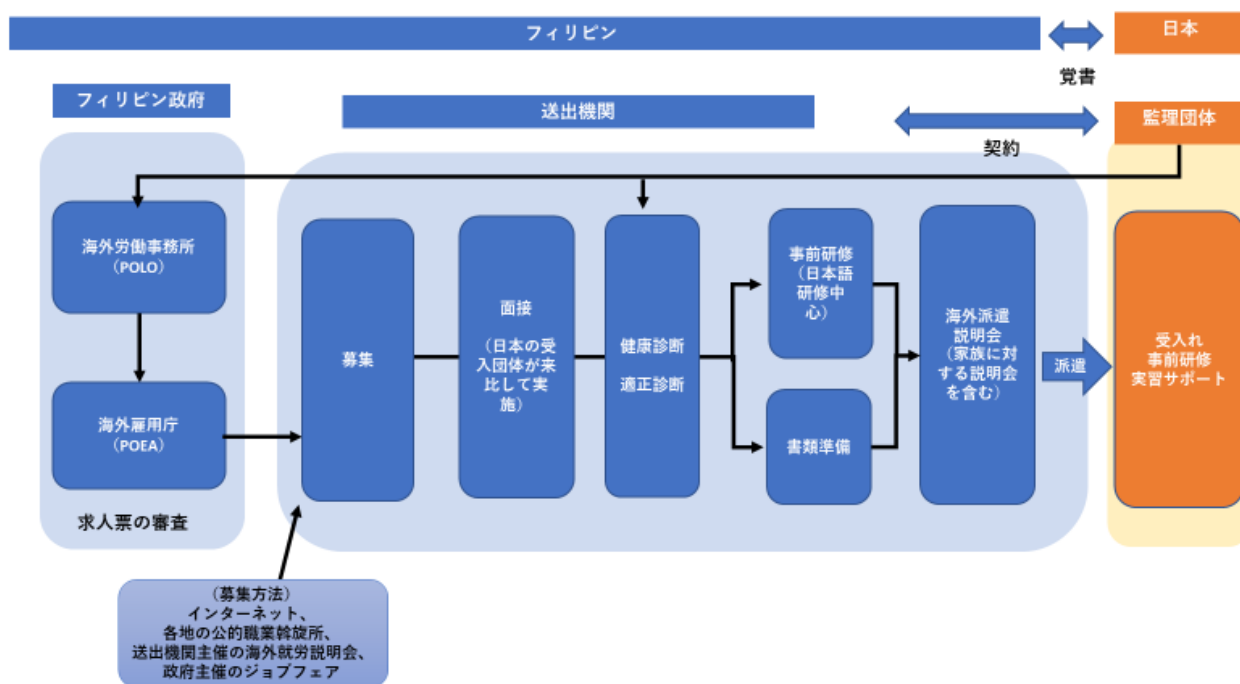 フィリピン
日本
覚書
フィリピン政府
送出機関
監理団体
契約
海外労働事務所
（POLO）
海外雇用庁
（POEA）
求人票の審査
募集
面接
（日本の受
入団体が来
比して実
施）
健康診断
適正診断
事前研修
（日本語
研修中
心）
書類準備
海外派遣
説明会
（家族に対
する説明会
を含む）
派遣
受入れ
事前研修
実習サポート
（募集方法）
インターネット、
各地の公的職業斡旋所、
送出機関主催の海外就労説明会、
政府主催のジョブフェア